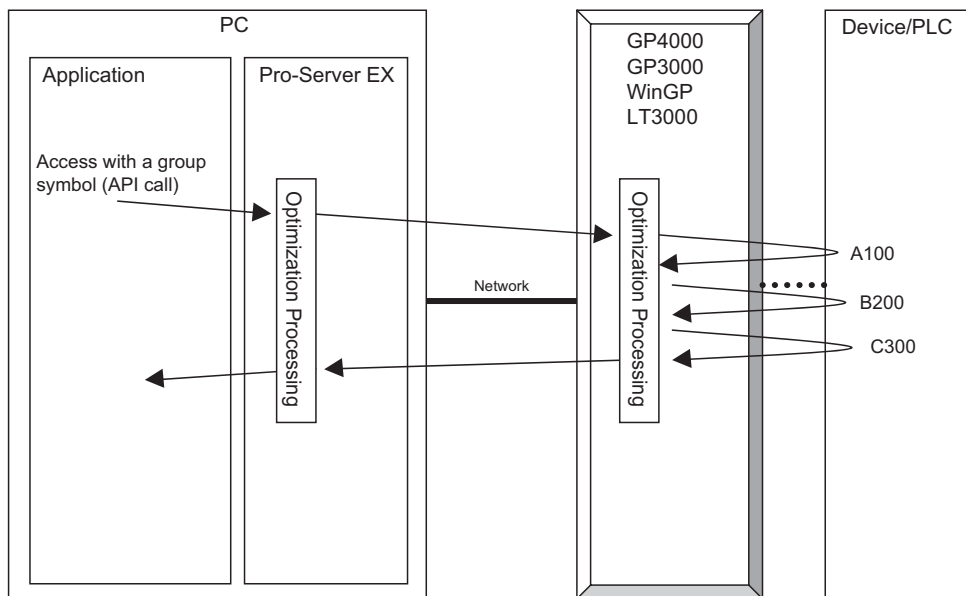 PC
Application
Pro-Server EX
GP4000
GP3000
WinGP
LT3000
Device/PLC
Access with a group
symbol (API call)
Optimization Processing
Optimization Processing
Network
A100
B200
C300